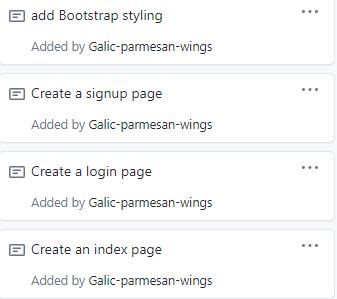 add Bootstrap styling
Added by Galic-parmesan-wings
Create a signup page
Added by Galic-parmesan-wings
Create a login page
Added by Galic-parmesan-wings
Create an index page
Added by Galic-parmesan-wings